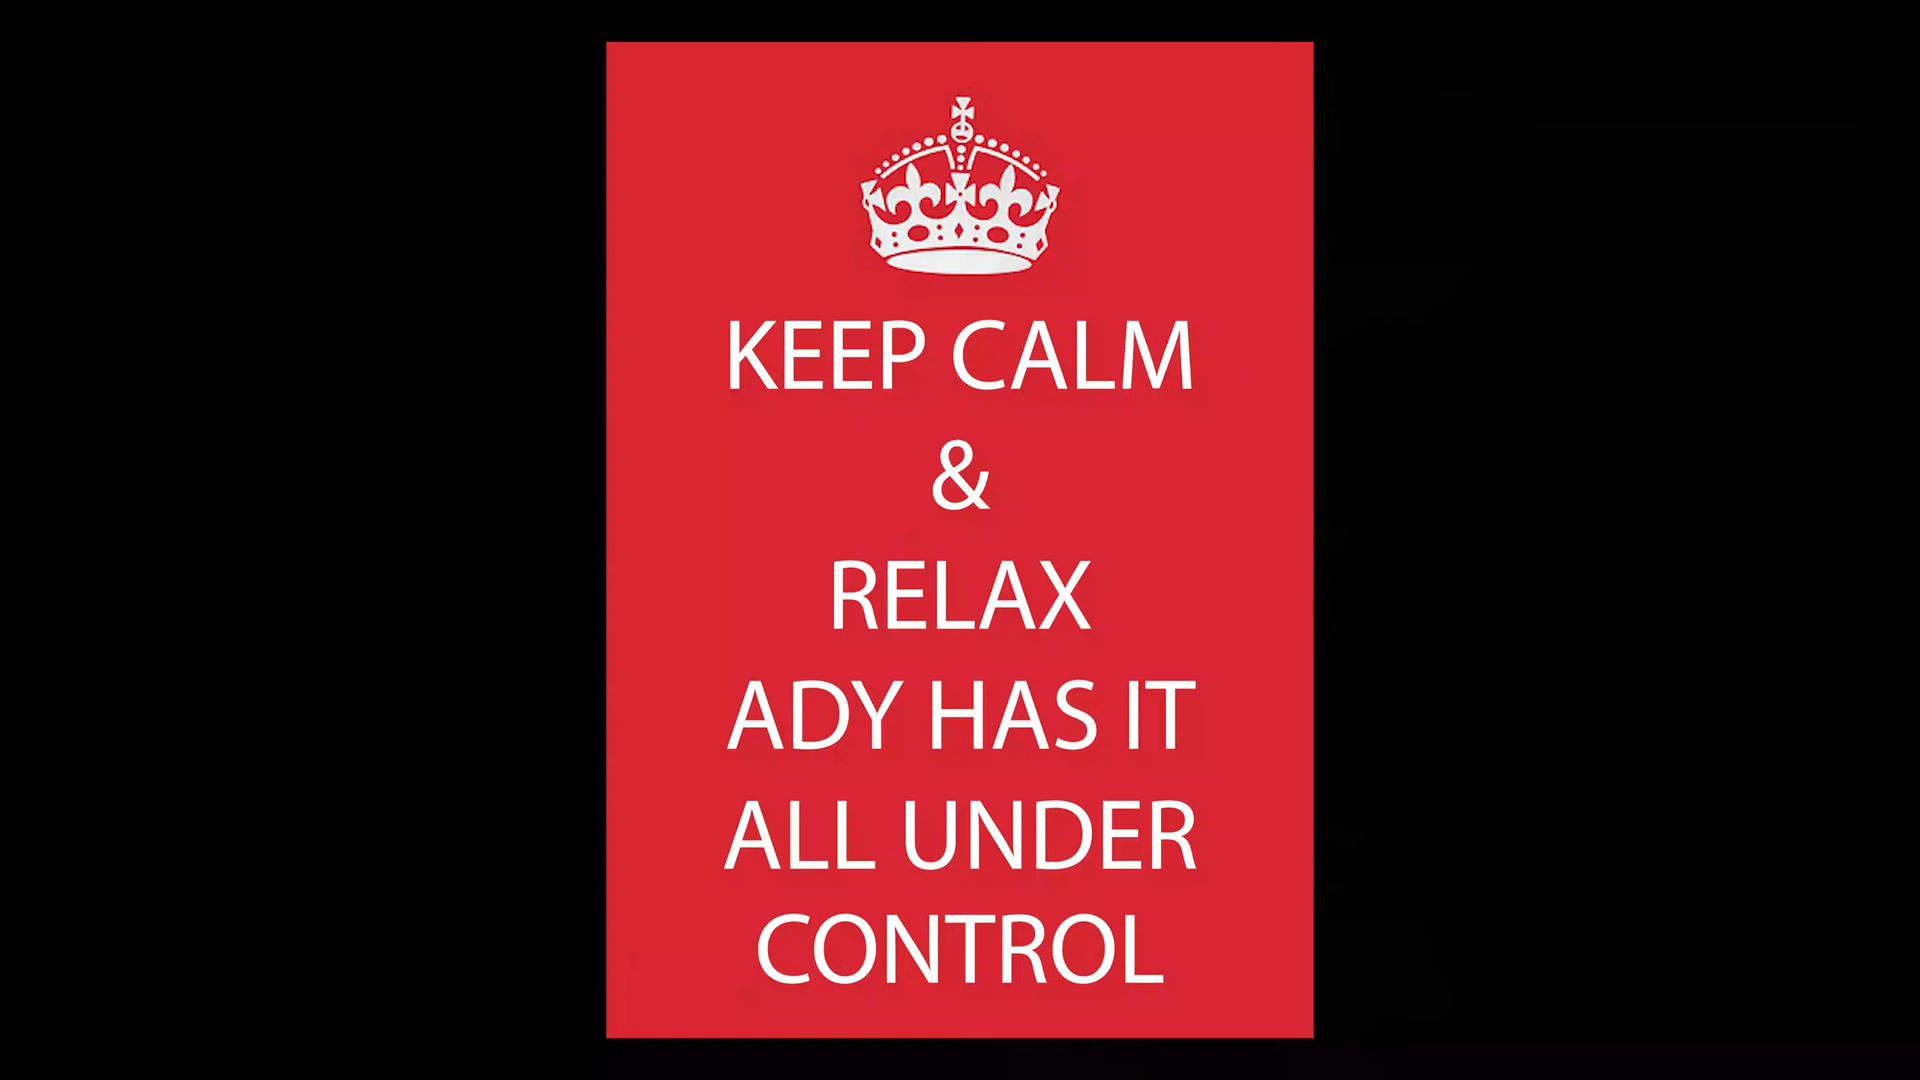 KEEP CALM
&
RELAX
ADY HAS IT
ALL UNDER
CONTROL